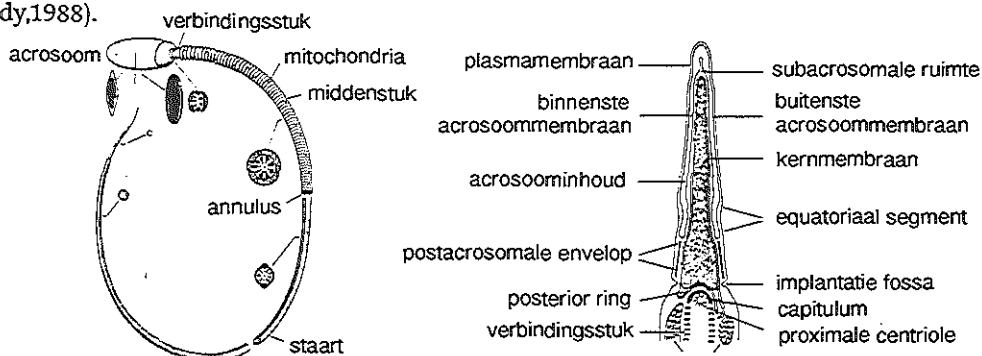 dy,1988).
verbindingsstuk
acrosoom
mitochondria
middenstuk
annulus
c
staart
plasmamembraan
binnenste
acrosoommembraan
acrosoominhoud
postacrosomale envelop
posterior ring
verbindingsstuk
subacrosomale ruimte
buitenste
acrosoommembraan
kernmembraan
equatoriaal segment
implantatie fossa
capitulum
proximale centriole